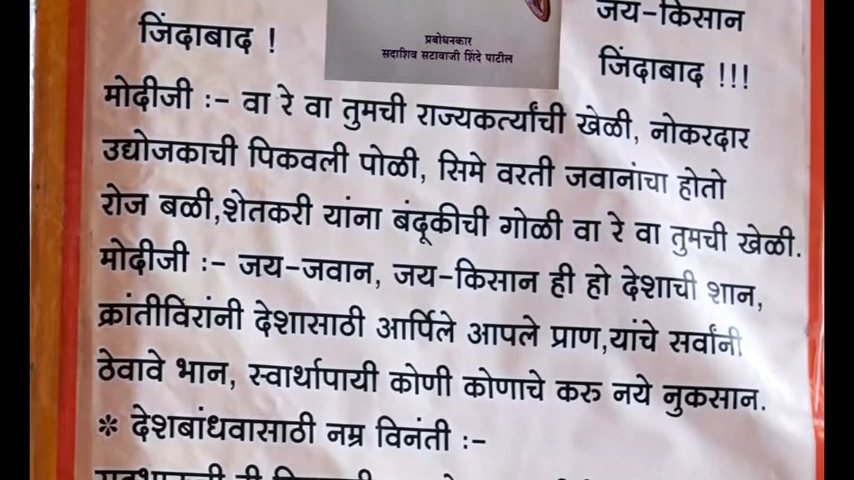 जय-किसान
जिंदाबाद !
प्रबोधनकार
सदाशिव सटावाजी शिंदे पाटील
जिंदाबाद !!!
मोदीजी :- वा रे वा तुमची राज्यकर्त्यांची खेळी, नोकरदार
उद्योजकाची पिकवली पोळी, सिमे वरती जवानांचा होतो
रोज बळी,शेतकरी यांना बंदूकीची गोळी वा रे वा तुमची खेळी.
मोदीजी :- जय-जवान, जय-किसान ही हो देशाची शान,
क्रांतीविरांनी देशासाठी आर्पिले आपले प्राण,यांचे सर्वांनी
ठेवावे भान, स्वार्थापायी कोणी कोणाचे करु नये नुकसान.
* देशबांधवासाठी नम्र विनंती :-